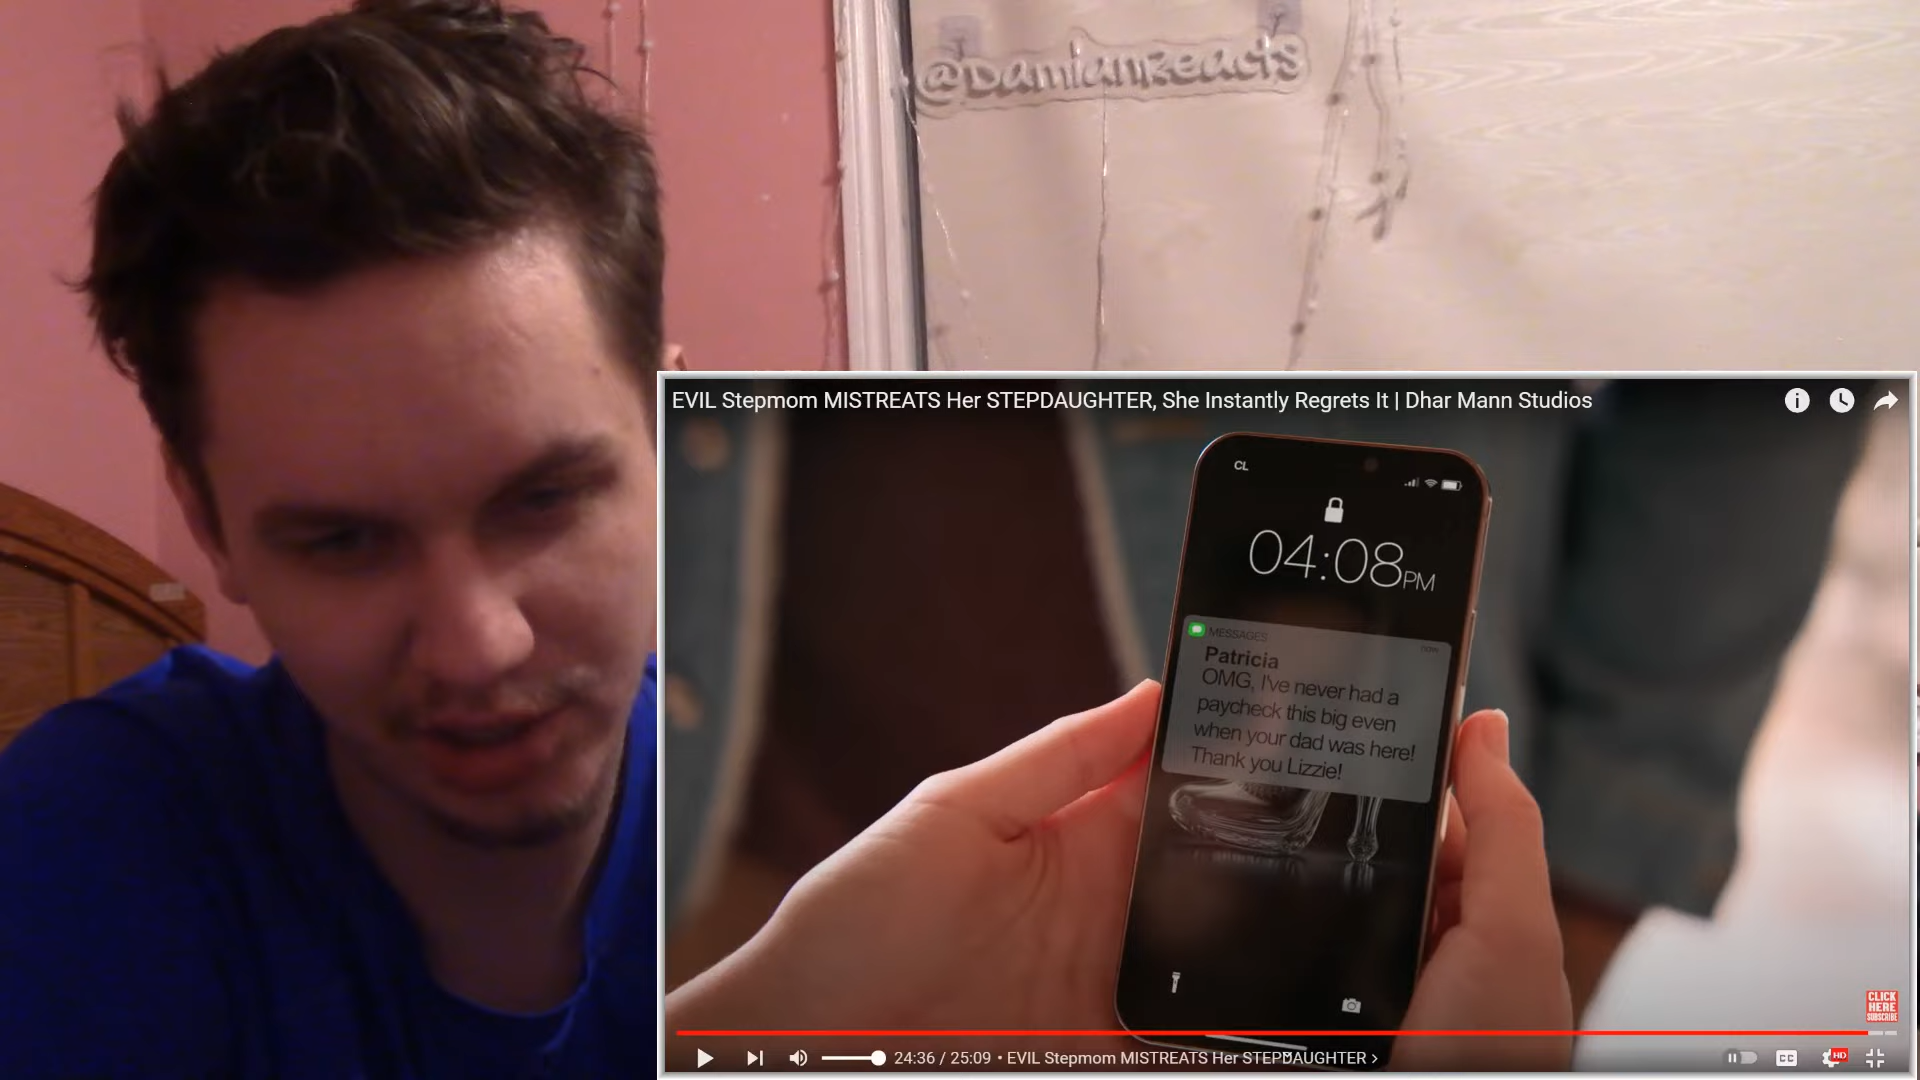 @DamianReacts
EVIL Stepmom MISTREATS Her STEPDAUGHTER, She Instantly Regrets It | Dhar Mann Studios
CL
04:08PM
MESSAGES
now
Patricia
OMG, I've never had a
paycheck this big even
when your dad was here!
Thank you Lizzie!
CLICK
HERE
SUBSCRIBE
24:36 / 25:09 • EVIL Stepmom MISTREATS Her STEPDAUGHTER >
CC
HD